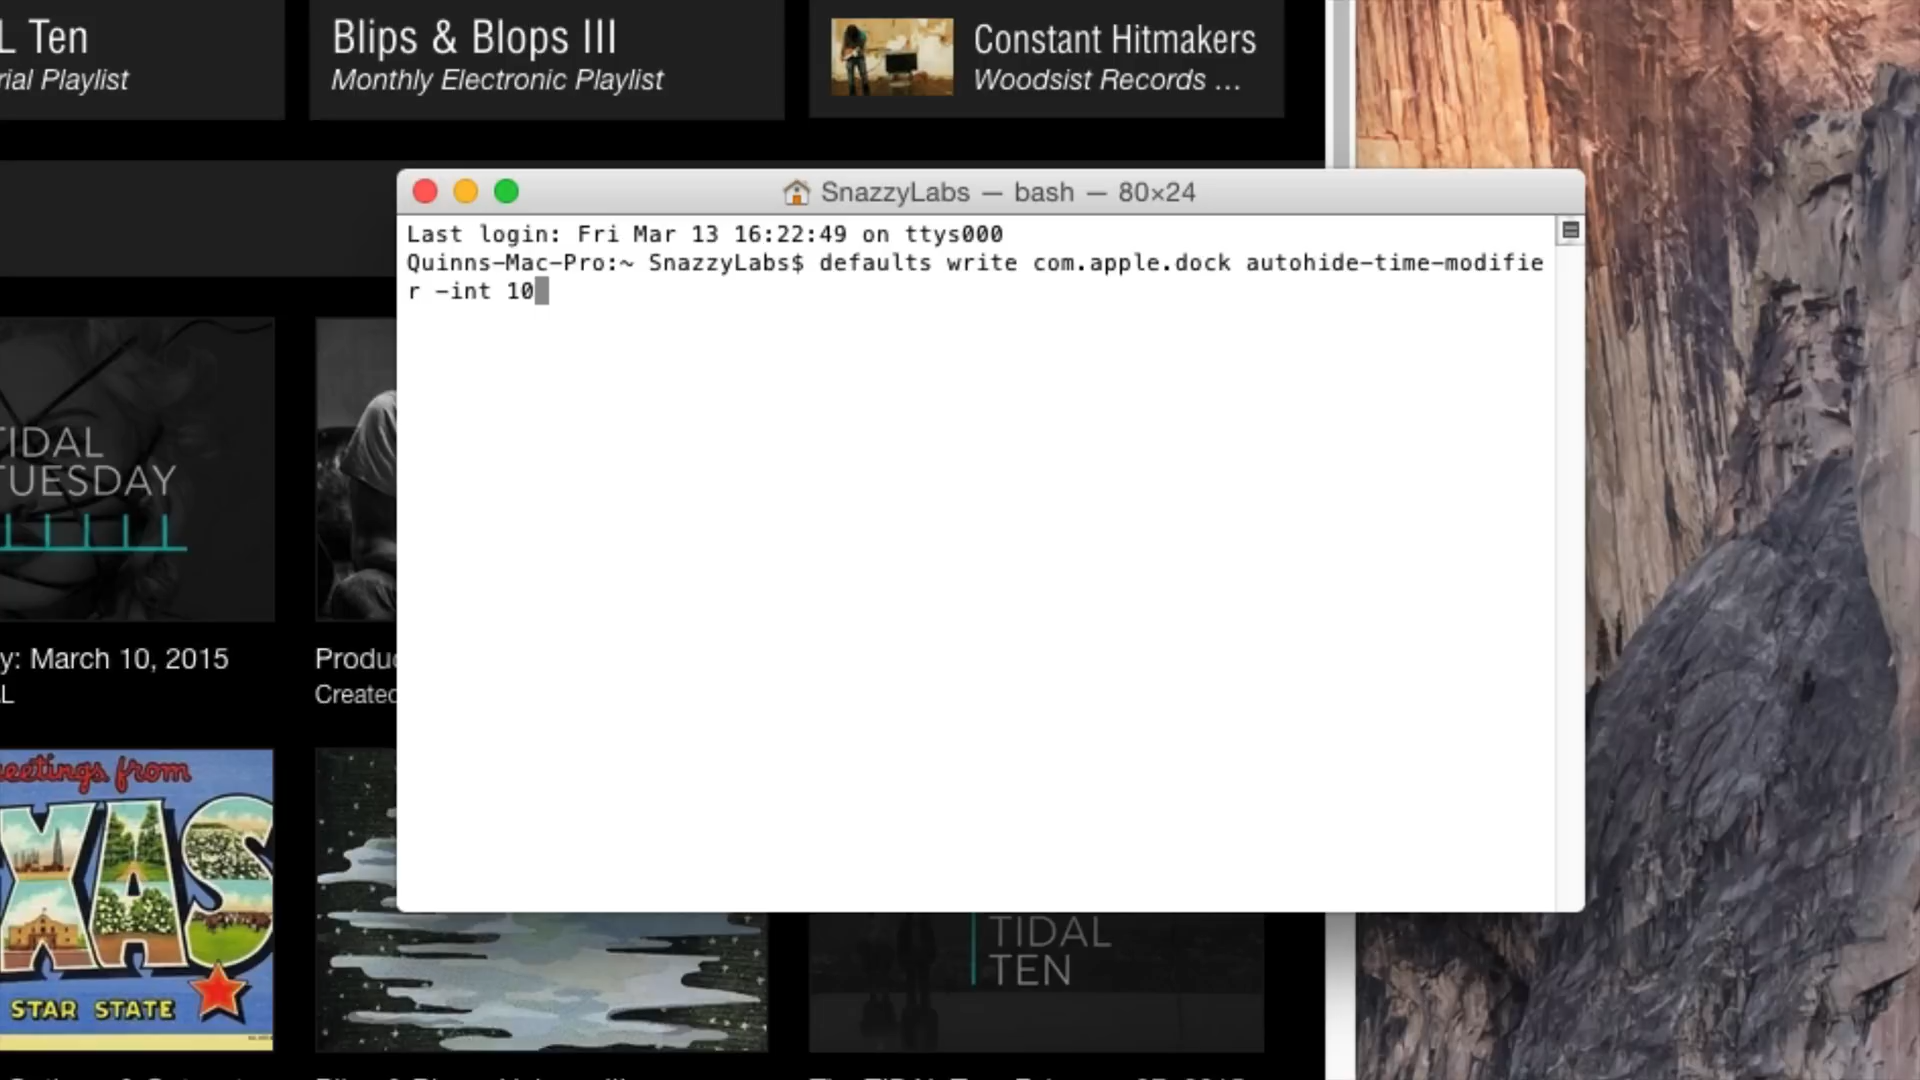 L Ten
rial Playlist
Blips & Blops III
Monthly Electronic Playlist
Constant Hitmakers
Woodsist Records ...
SnazzyLabs — bash — 80×24
Last login: Fri Mar 13 16:22:49 on ttys000
Quinns-Mac-Pro:~ SnazzyLabs$ defaults write com.apple.dock autohide-time-modifie
r -int 10
TIDAL
TUESDAY
y: March 10, 2015
L
Produc
Created
eetings from
XAS
STAR STATE
TIDAL
TEN